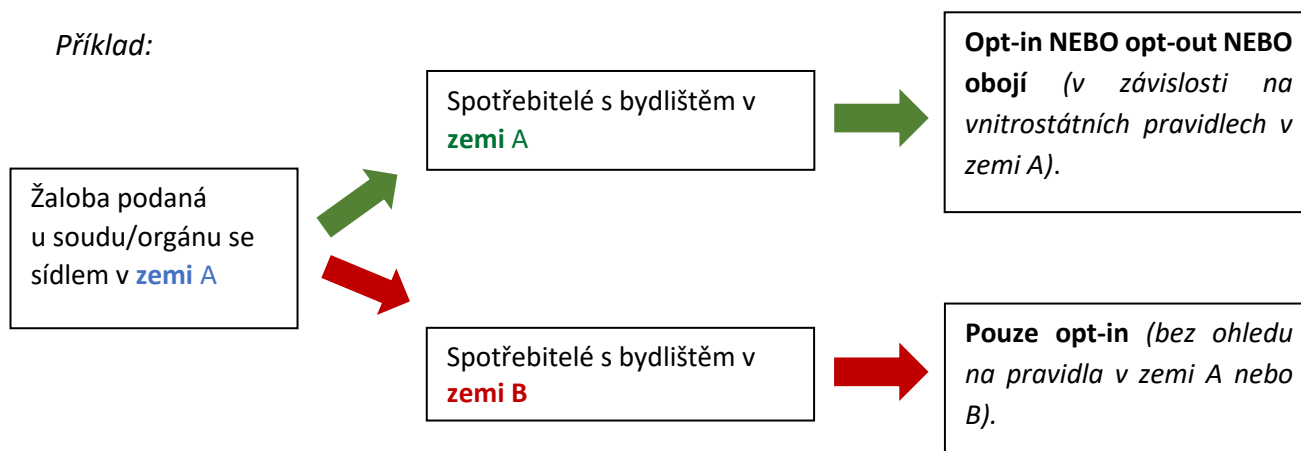 Příklad:
Žaloba podaná
u soudu/orgánu se
sídlem v zemi A
Spotřebitelé s bydlištěm v
zemi A
Opt-in NEBO opt-out NEBO
obojí (v závislosti na
vnitrostátních pravidlech v
zemi A).
Spotřebitelé s bydlištěm v
zemi B
Pouze opt-in (bez ohledu
na pravidla v zemi A nebo
B).